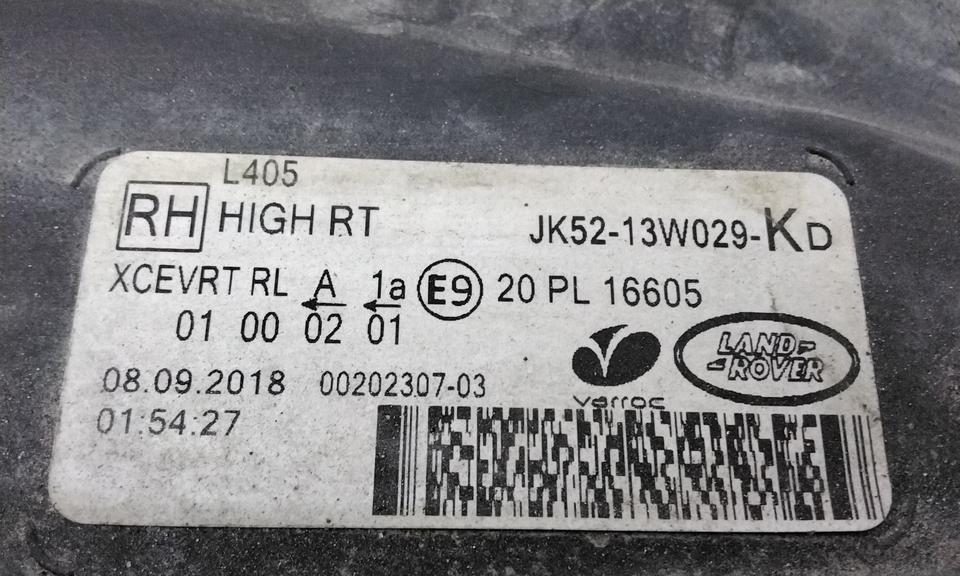 L405
RH HIGH RT JK52-13W029-KD
XCEVRT RL A 1a E9 20 PL 16605
01 00 02 01
LAND-
-ROVER
08.09.2018 00202307-03
varroc
01:54:27